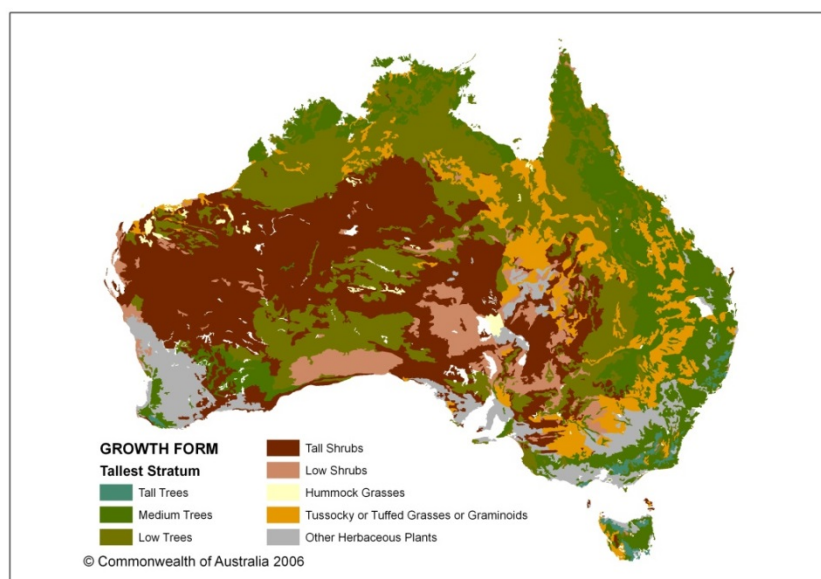 GROWTH FORM
Tallest Stratum
Tall Trees
Medium Trees
Low Trees
Tall Shrubs
Low Shrubs
Hummock Grasses
Tussocky or Tuffed Grasses or Graminoids
Other Herbaceous Plants
© Commonwealth of Australia 2006